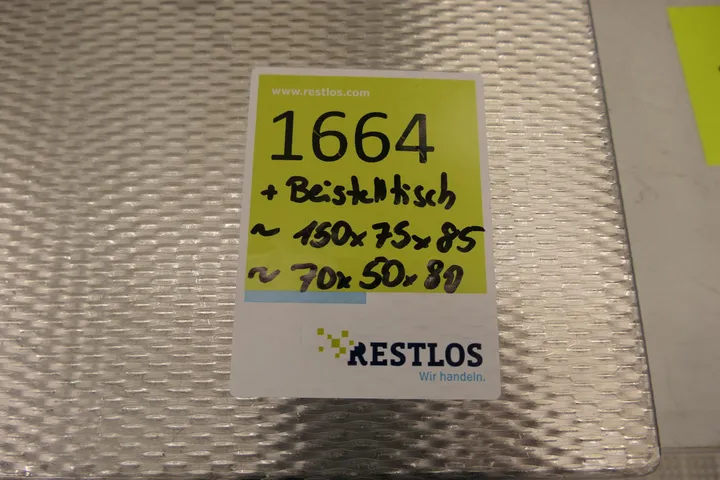 www.restlos.com
1664
+ Beistelltisch
~ 150x75x85
~ 70x50x80
RESTLOS
Wir handeln.